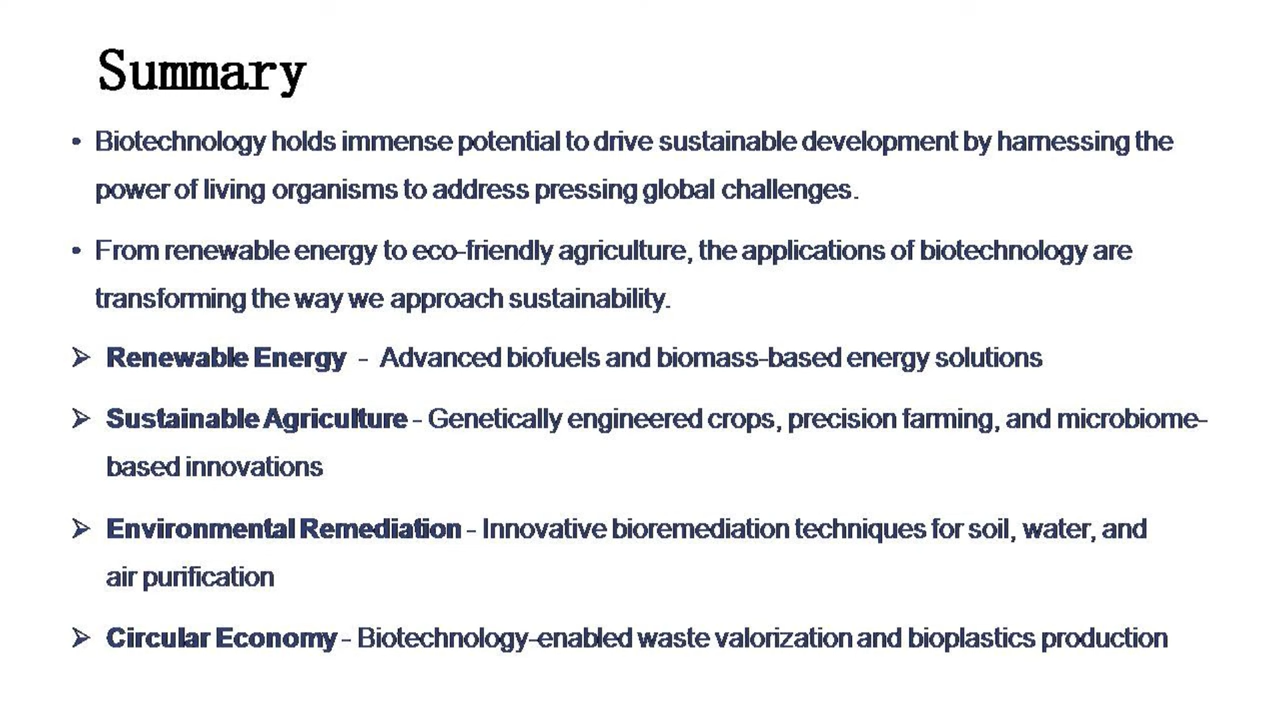 Summary
• Biotechnology holds immense potential to drive sustainable development by harnessing the
power of living organisms to address pressing global challenges.
• From renewable energy to eco-friendly agriculture, the applications of biotechnology are
transforming the way we approach sustainability.
➢ Renewable Energy - Advanced biofuels and biomass-based energy solutions
➢ Sustainable Agriculture - Genetically engineered crops, precision farming, and microbiome-
based innovations
➢ Environmental Remediation - Innovative bioremediation techniques for soil, water, and
air purification
➢ Circular Economy - Biotechnology-enabled waste valorization and bioplastics production